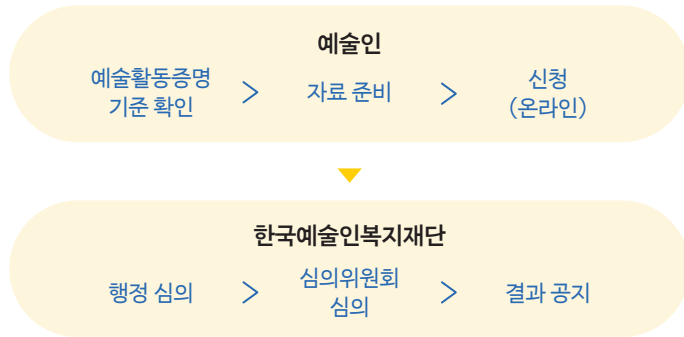 예술인
예술활동증명
기준 확인
>
자료 준비
>
신청
(온라인)
한국예술인복지재단
행정 심의
>
심의위원회
심의
>
결과 공지